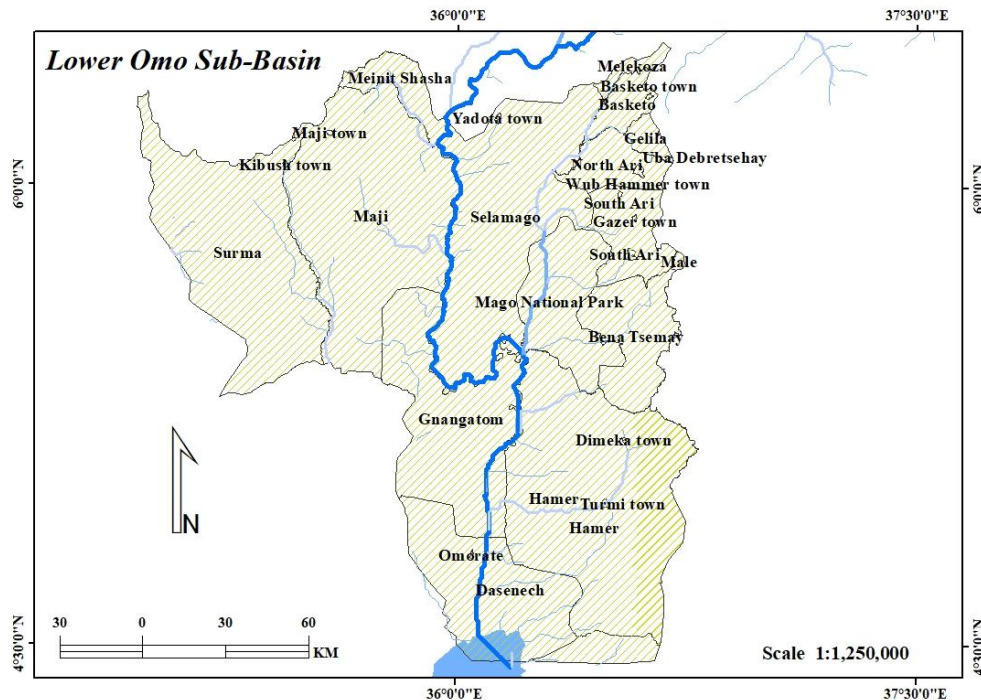 36°0'0"E
37°30'0"E
Lower Omo Sub-Basin
Melekoza
Meinit Shasha
Basketo town
Basketo
Yadota town
Maji town
Gelila
Kibush town
North Ari
Uba Debretsehay
6°0'0"N
6°0'0"N
Wub Hammer town
South Ari
Maji
Selamago
Gazer town
Surma
South Ari
Male
Mago National Park
Bena Tsemay
Gnangatom
Dimeka town
N
Hamer
Turmi town
Hamer
Omorate
Dasenech
30
0
30
60
KM
Scale 1:1,250,000
4°30'0"N
4°30'0"N
36°0'0"E
37°30'0"E